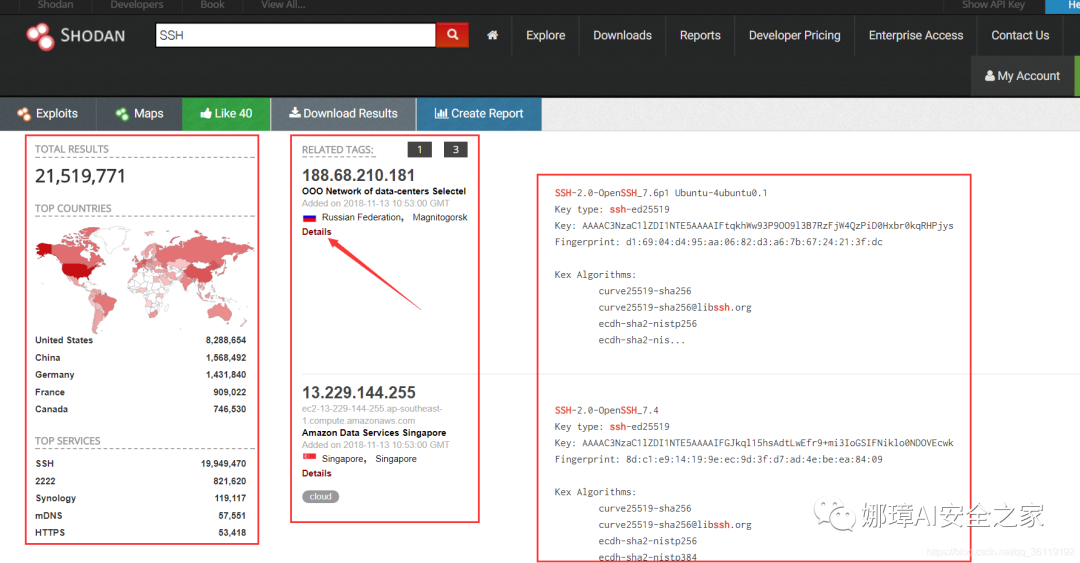 Shodan Developers Book View All... Show API Key He
SHODAN SSH Explore Downloads Reports Developer Pricing Enterprise Access Contact Us
My Account
Exploits Maps Like 40 Download Results Create Report
TOTAL RESULTS
21,519,771
TOP COUNTRIES
United States 8,288,654
China 1,568,492
Germany 1,431,840
France 909,022
Canada 746,530
TOP SERVICES
SSH 19,949,470
2222 821,620
Synology 119,117
mDNS 57,551
HTTPS 53,418
RELATED TAGS: 1 3
188.68.210.181
OOO Network of data-centers Selectel
Added on 2018-11-13 10:53:00 GMT
Russian Federation, Magnitogorsk
Details
13.229.144.255
ec2-13-229-144-255.ap-southeast-
1.compute.amazonaws.com
Amazon Data Services Singapore
Added on 2018-11-13 10:53:00 GMT
Singapore, Singapore
Details
cloud
SSH-2.0-OpenSSH_7.6p1 Ubuntu-4ubuntu0.1
Key type: ssh-ed25519
Key: AAAAC3NzaC1lZDI1NTE5AAAAIFtqkhWw93P9OO9l3B7RzFjW4QzPiD0Hxbr0kqRHPjys
Fingerprint: d1:69:04:d4:95:aa:06:82:d3:a6:7b:67:24:21:3f:dc
Kex Algorithms:
curve25519-sha256
curve25519-sha256@libssh.org
ecdh-sha2-nistp256
ecdh-sha2-nis...
SSH-2.0-OpenSSH_7.4
Key type: ssh-ed25519
Key: AAAAC3NzaC1lZDI1NTE5AAAAIFGJkql15hsAdtLwEfr9+mi3IoGSIFNiklo0NDOVEcwk
Fingerprint: 8d:c1:e9:14:19:9e:ec:9d:3f:d7:ad:4e:be:ea:84:09
Kex Algorithms:
curve25519-sha256
curve25519-sha256@libssh.org
ecdh-sha2-nistp256
ecdh-sha2-nistp384
娜璋AI安全之家
https://blog.csdn.net/qq_36119192